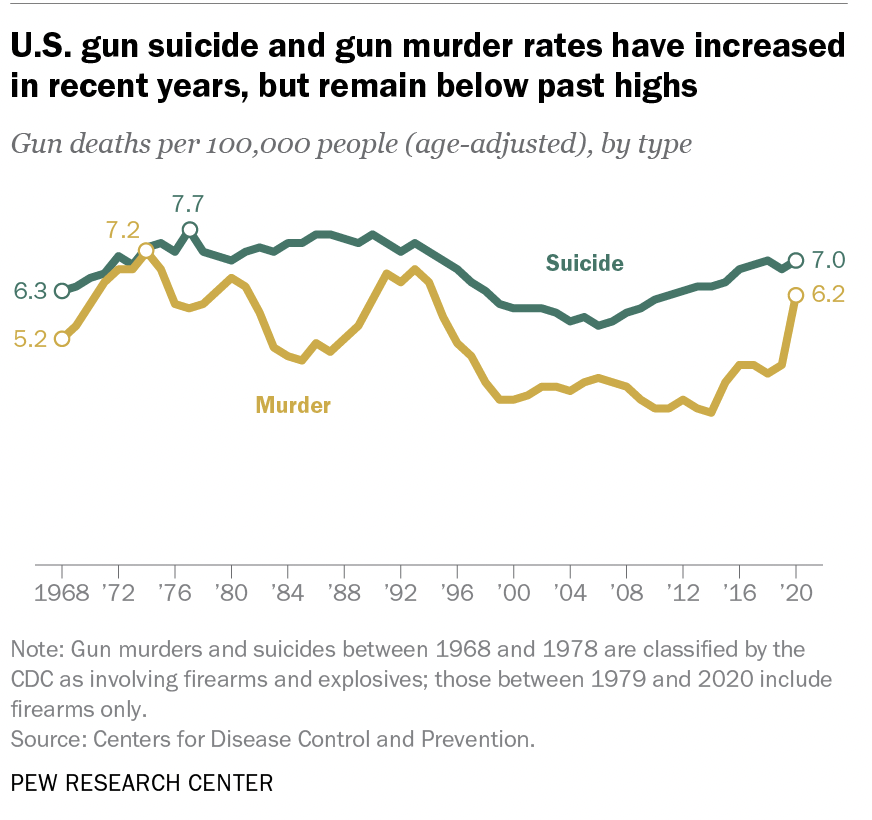 U.S. gun suicide and gun murder rates have increased
in recent years, but remain below past highs
Gun deaths per 100,000 people (age-adjusted), by type
7.7
7.2
Suicide
7.0
6.3
6.2
5.2
Murder
1968 ’72 ’76 ’80 ’84 ’88 ’92 ’96 ’00 ’04 ’08 ’12 ’16 ’20
Note: Gun murders and suicides between 1968 and 1978 are classified by the
CDC as involving firearms and explosives; those between 1979 and 2020 include
firearms only.
Source: Centers for Disease Control and Prevention.
PEW RESEARCH CENTER